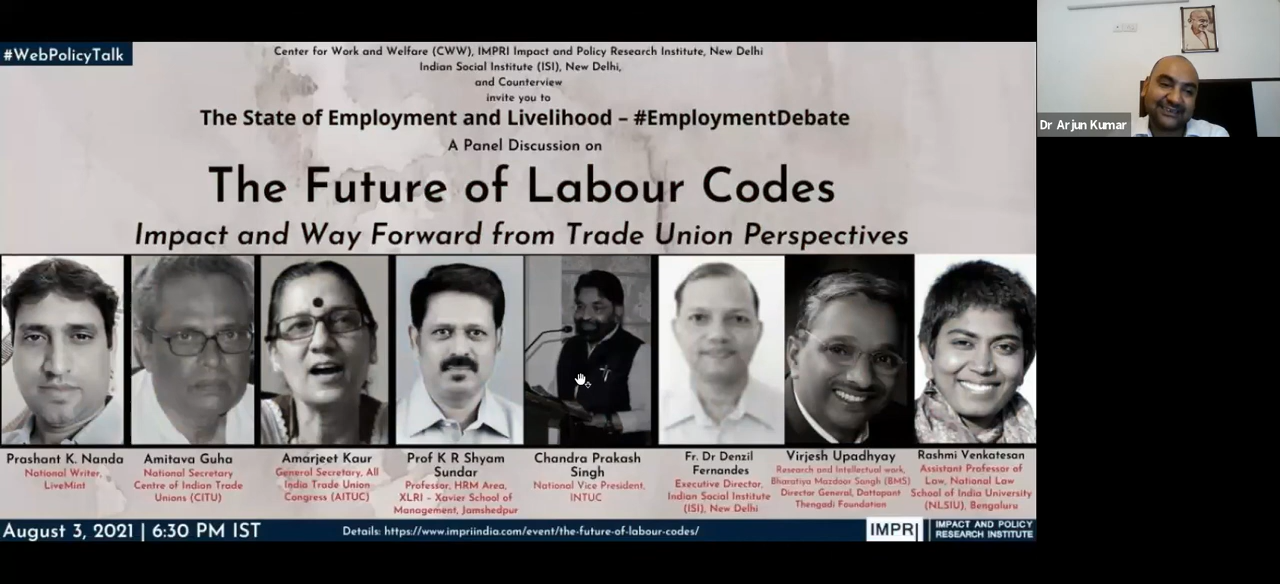 #WebPolicyTalk
Center for Work and Welfare (CWW), IMPRI Impact and Policy Research Institute, New Delhi
Indian Social Institute (ISI), New Delhi,
and Counterview
invite you to
The State of Employment and Livelihood – #EmploymentDebate
A Panel Discussion on
The Future of Labour Codes
Impact and Way Forward from Trade Union Perspectives
Prashant K. Nanda
National Writer,
LiveMint
Amitava Guha
National Secretary
Centre of Indian Trade
Unions (CITU)
Amarjeet Kaur
General Secretary, All
India Trade Union
Congress (AITUC)
Prof K R Shyam
Sundar
Professor, HRM Area,
XLRI – Xavier School of
Management, Jamshedpur
Chandra Prakash
Singh
National Vice President,
INTUC
Fr. Dr Denzil
Fernandes
Executive Director,
Indian Social Institute
(ISI), New Delhi
Virjesh Upadhyay
Research and Intellectual work,
Bharatiya Mazdoor Sangh (BMS)
Director General, Dattopant
Thengadi Foundation
Rashmi Venkatesan
Assistant Professor of
Law, National Law
School of India University
(NLSIU), Bengaluru
August 3, 2021 | 6:30 PM IST
Details: https://www.impriindia.com/event/the-future-of-labour-codes/
IMPRI
IMPACT AND POLICY
RESEARCH INSTITUTE
Dr Arjun Kumar